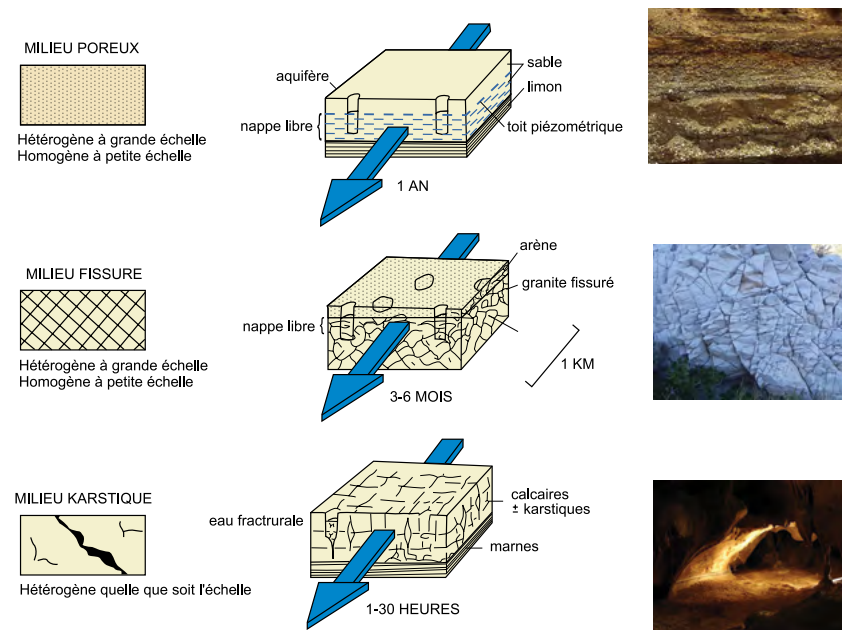 MILIEU POREUX
Hétérogène à grande échelle
Homogène à petite échelle
aquifère
nappe libre
sable
limon
toit piézométrique
1 AN
MILIEU FISSURE
Hétérogène à grande échelle
Homogène à petite échelle
nappe libre
arène
granite fissuré
1 KM
3-6 MOIS
MILIEU KARSTIQUE
Hétérogène quelle que soit l'échelle
eau fractrurale
calcaires
± karstiques
marnes
1-30 HEURES